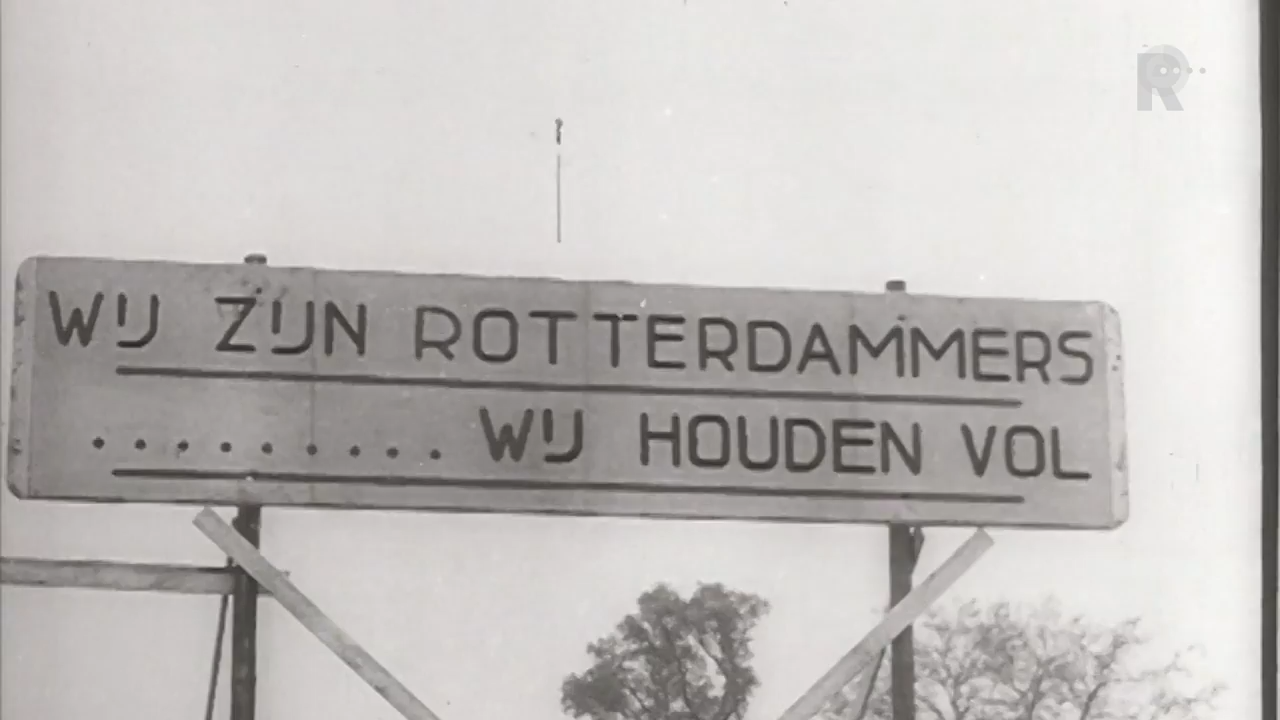 WIJ ZIJN ROTTERDAMMERS
.......... WIJ HOUDEN VOL
R